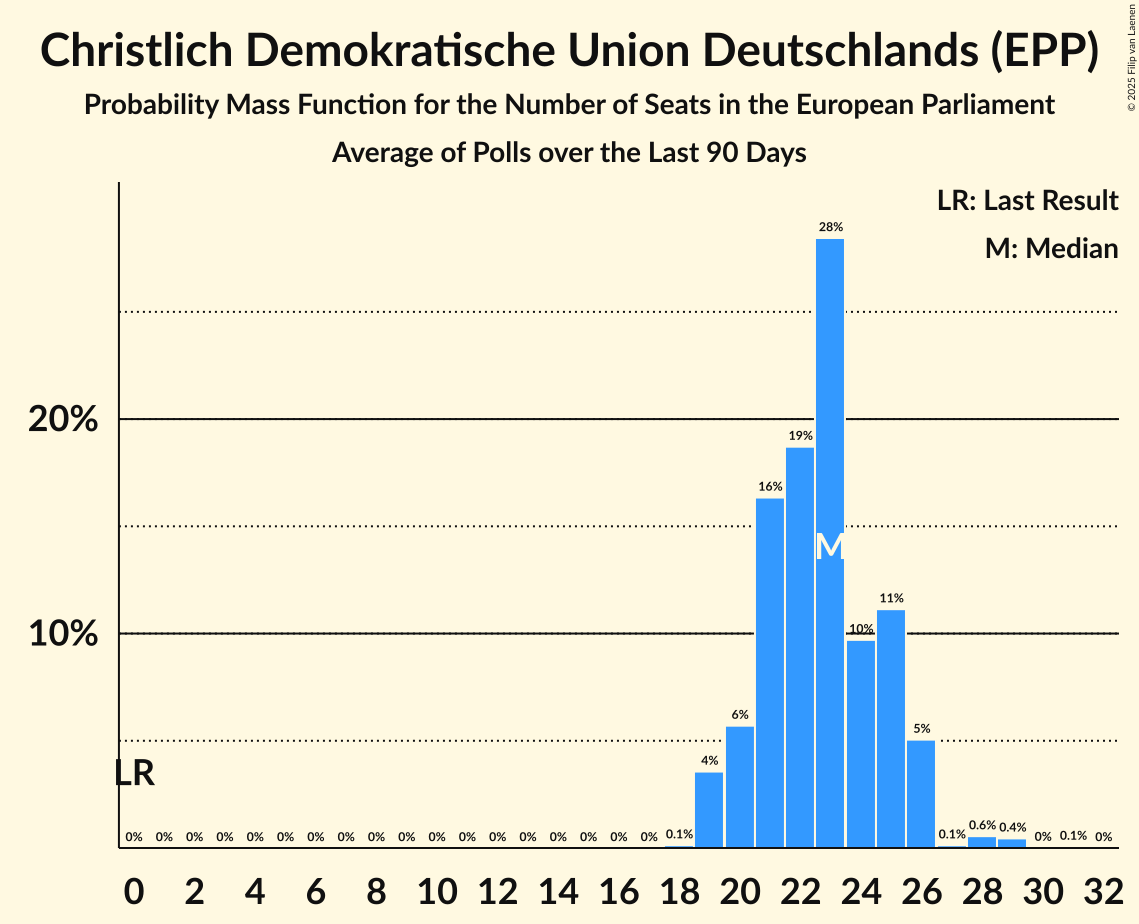 Christlich Demokratische Union Deutschlands (EPP)
Probability Mass Function for the Number of Seats in the European Parliament
Average of Polls over the Last 90 Days
© 2025 Filip van Laenen
LR: Last Result
M: Median
28%
20%
19%
16%
M
11%
10%
10%
6%
5%
4%
LR
0% 0% 0% 0% 0% 0% 0% 0% 0% 0% 0% 0% 0% 0% 0% 0% 0% 0% 0.1% 0.1% 0.6% 0.4% 0% 0.1% 0%
0 2 4 6 8 10 12 14 16 18 20 22 24 26 28 30 32